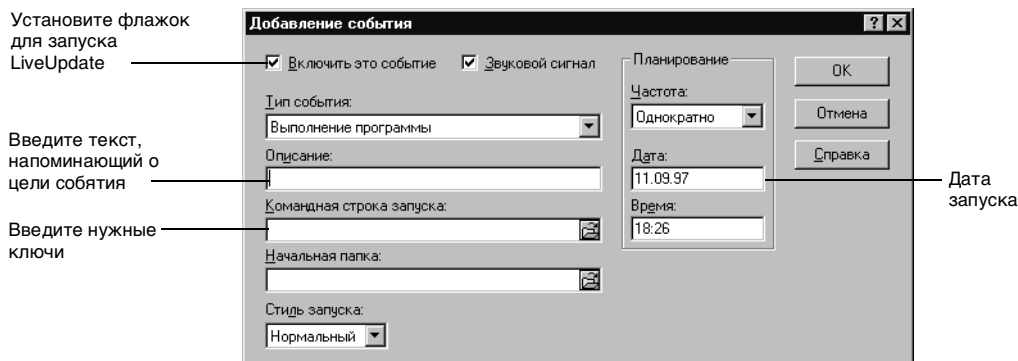 Установите флажок
для запуска
LiveUpdate
Введите текст,
напоминающий о
цели собятия
Введите нужные
ключи
Добавление события
Включить это событие
Звуковой сигнал
Тип события:
Выполнение программы
Описание:
Командная строка запуска:
Начальная папка:
Стиль запуска:
Нормальный
Планирование
Частота:
Однократно
Дата:
11.09.97
Время:
18:26
OK
Отмена
Справка
Дата
запуска